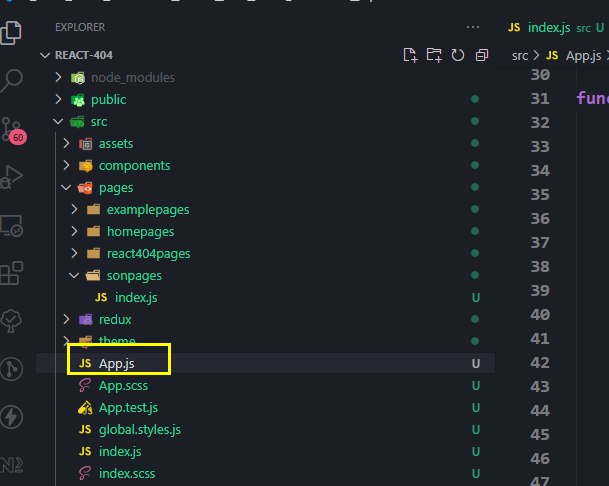 EXPLORER
index.js src U
REACT-404
src > JS App.js
node_modules
30
public
31 func
src
32
60
assets
33
components
34
pages
35
examplepages
36
homepages
37
react404pages
38
sonpages
39
JS index.js U
40
redux
41
theme
JS App.js U
42
App.scss U
43
App.test.js U
44
JS global.styles.js U
45
JS index.js U
46
index.scss U
47